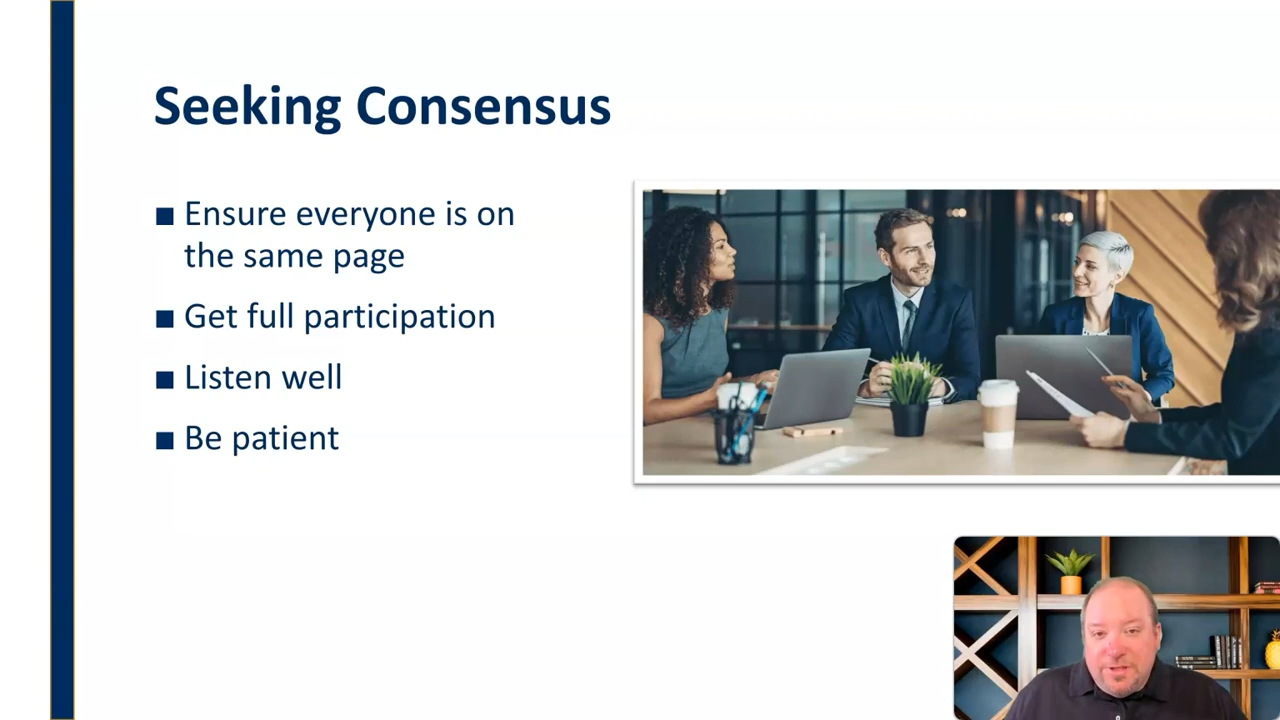 Seeking Consensus
■ Ensure everyone is on
the same page
■ Get full participation
■ Listen well
■ Be patient